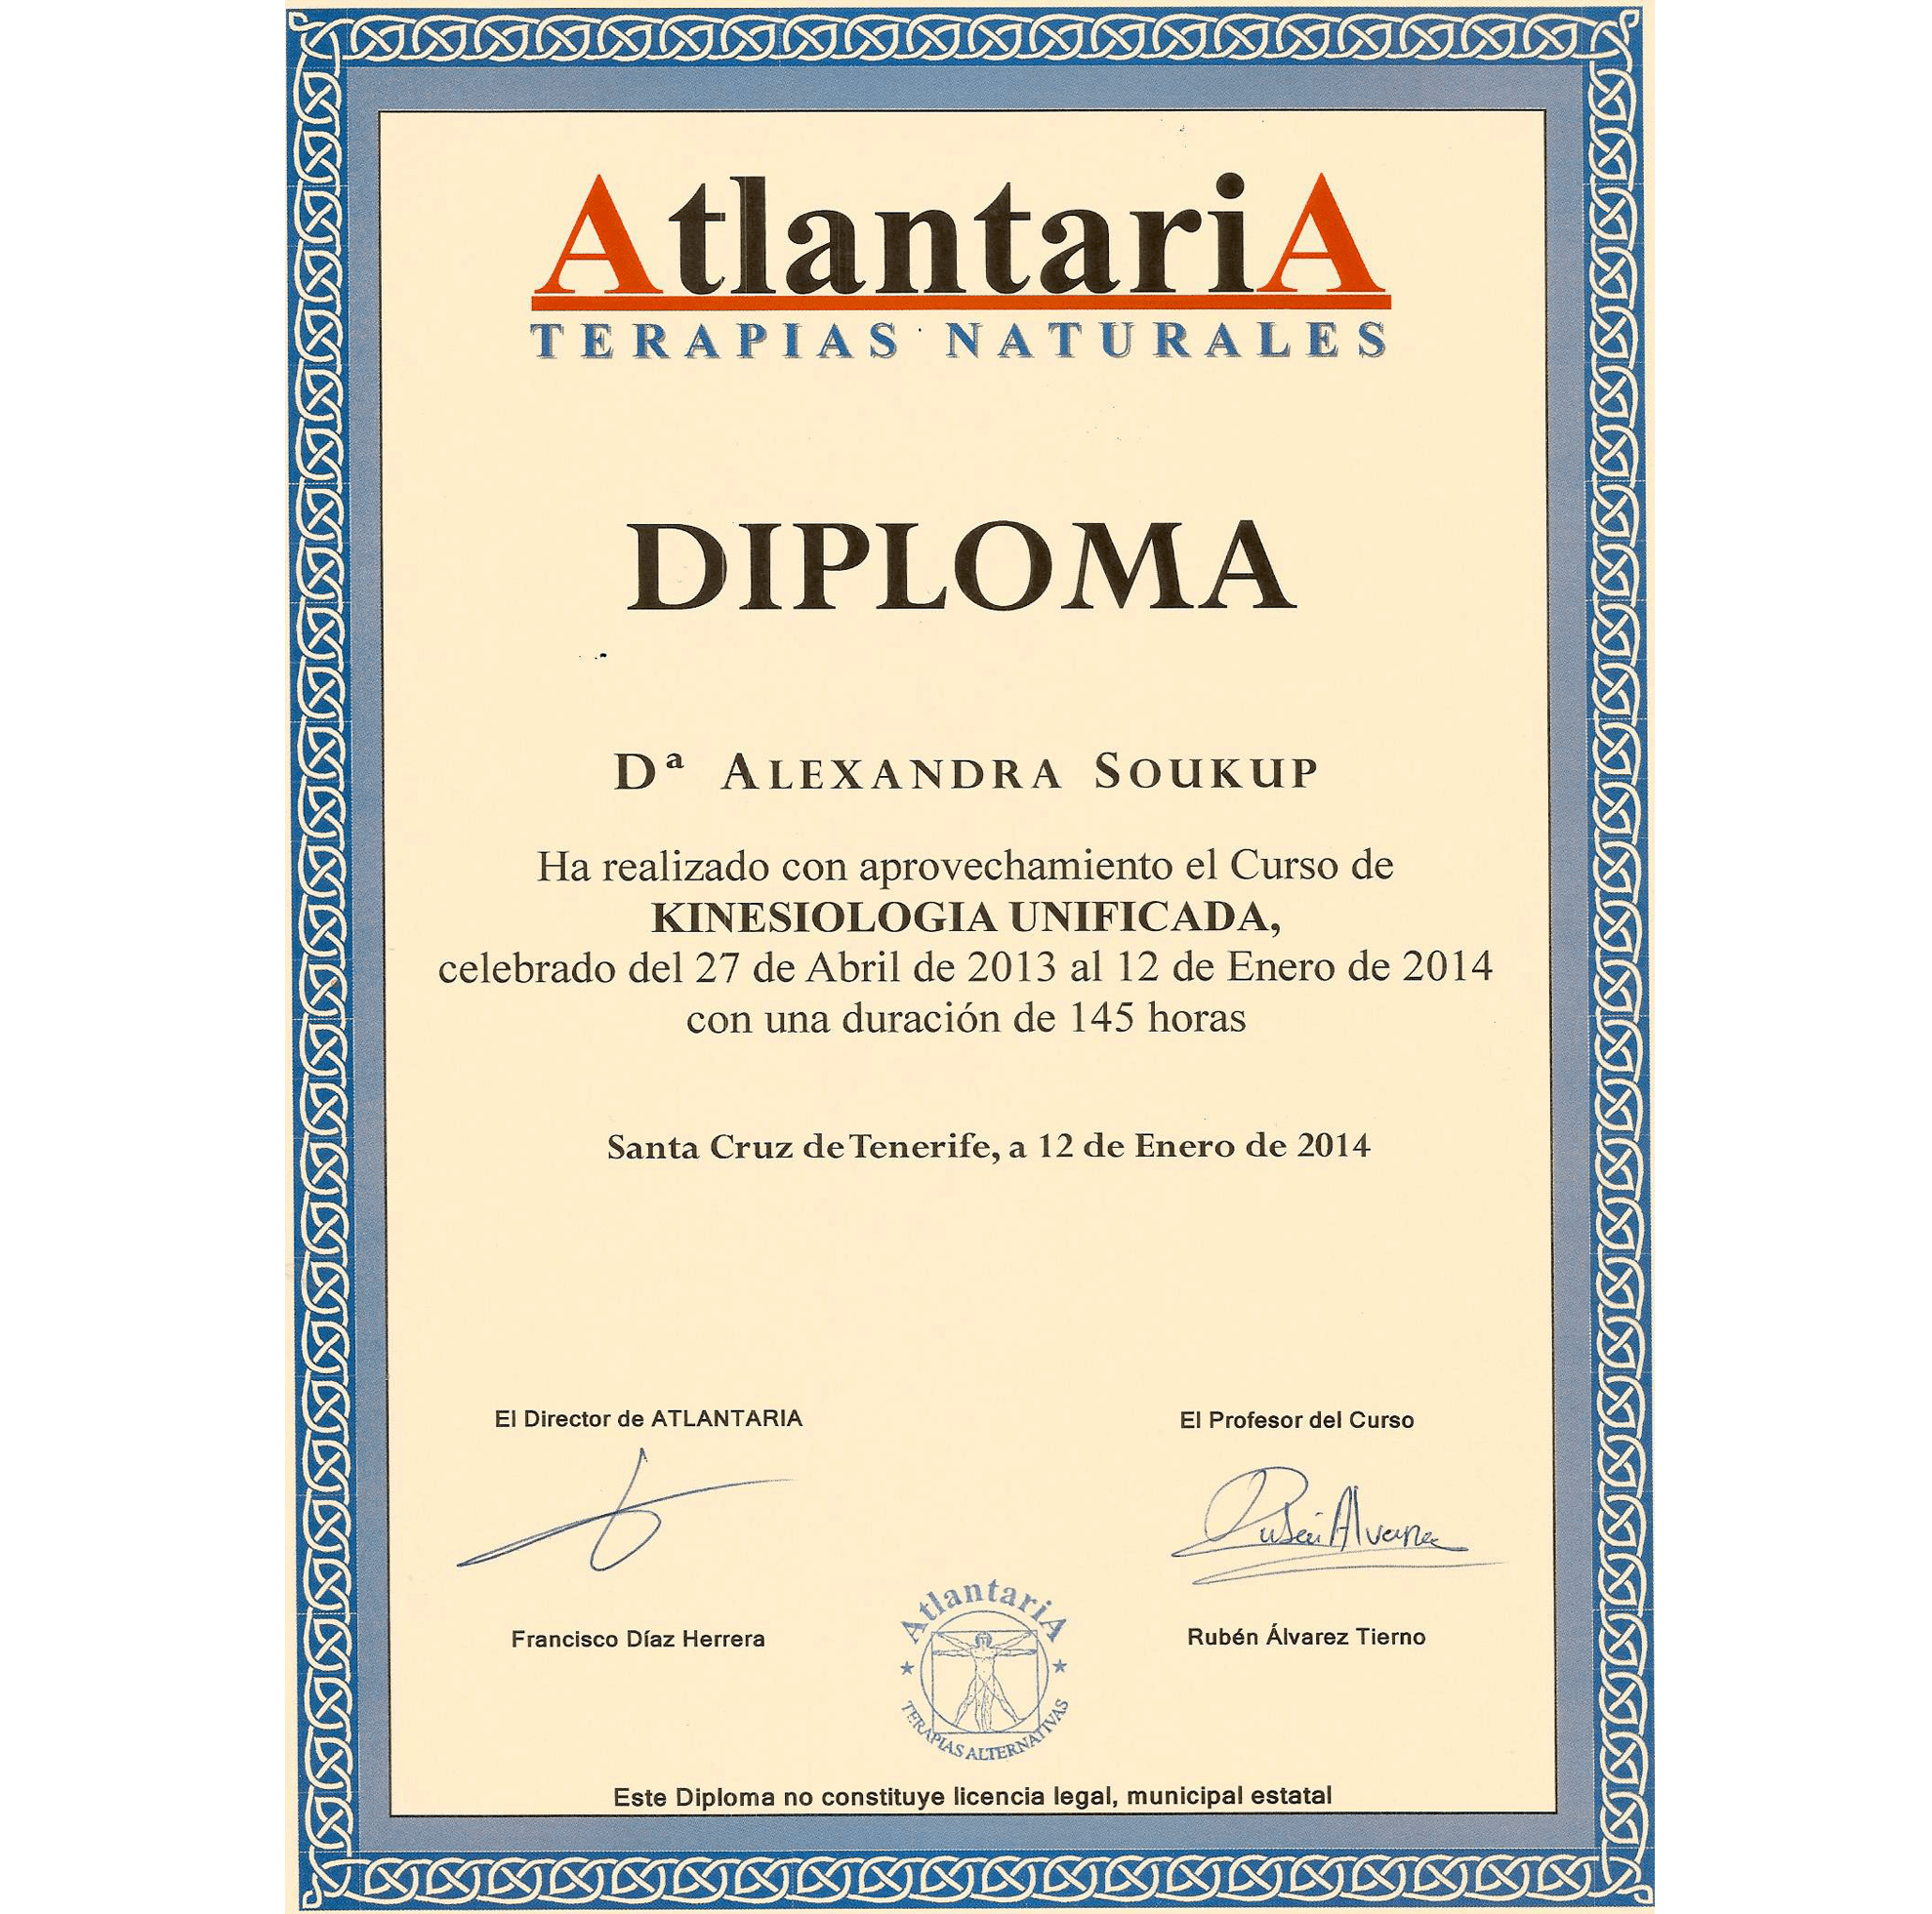 AtlantariA
TERAPIAS NATURALES
DIPLOMA
Dª ALEXANDRA SOUKUP
Ha realizado con aprovechamiento el Curso de
KINESIOLOGIA UNIFICADA,
celebrado del 27 de Abril de 2013 al 12 de Enero de 2014
con una duración de 145 horas
Santa Cruz de Tenerife, a 12 de Enero de 2014
El Director de ATLANTARIA
El Profesor del Curso
Rubén Alvarez
Francisco Díaz Herrera
Rubén Álvarez Tierno
AtlantariA
TERAPIAS ALTERNATIVAS
Este Diploma no constituye licencia legal, municipal estatal